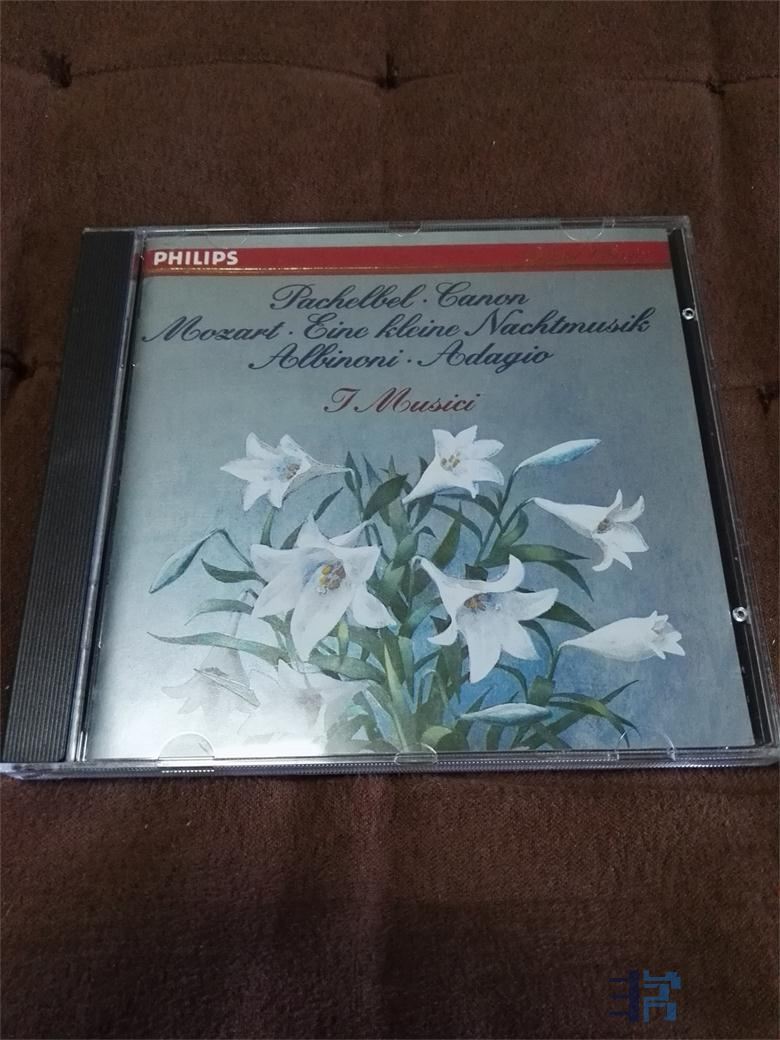 PHILIPS
Pachelbel · Canon
Mozart · Eine kleine Nachtmusik
Albinoni · Adagio
I Musici